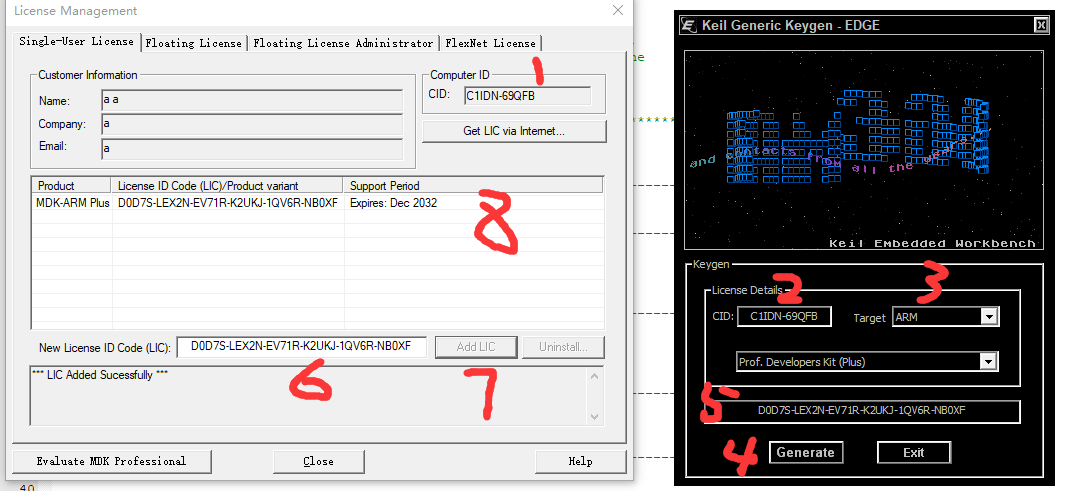 License Management
Single-User License
Floating License
Floating License Administrator
FlexNet License
Customer Information
Name:
a a
Company:
a
Email:
a
Computer ID
1
CID:
C1IDN-69QFB
Get LIC via Internet...
Product
License ID Code (LIC)/Product variant
Support Period
MDK-ARM Plus
D0D7S-LEX2N-EV71R-K2UKJ-1QV6R-NB0XF
Expires: Dec 2032
8
New License ID Code (LIC):
D0D7S-LEX2N-EV71R-K2UKJ-1QV6R-NB0XF
Add LIC
Uninstall...
*** LIC Added Sucessfully ***
6
7
Evaluate MDK Professional
Close
Help
Keil Generic Keygen - EDGE
and contacts from all the
Keil Embedded Workbench
Keygen
License Details
2
3
CID:
C1IDN-69QFB
Target
ARM
Prof. Developers Kit (Plus)
5
D0D7S-LEX2N-EV71R-K2UKJ-1QV6R-NB0XF
4
Generate
Exit